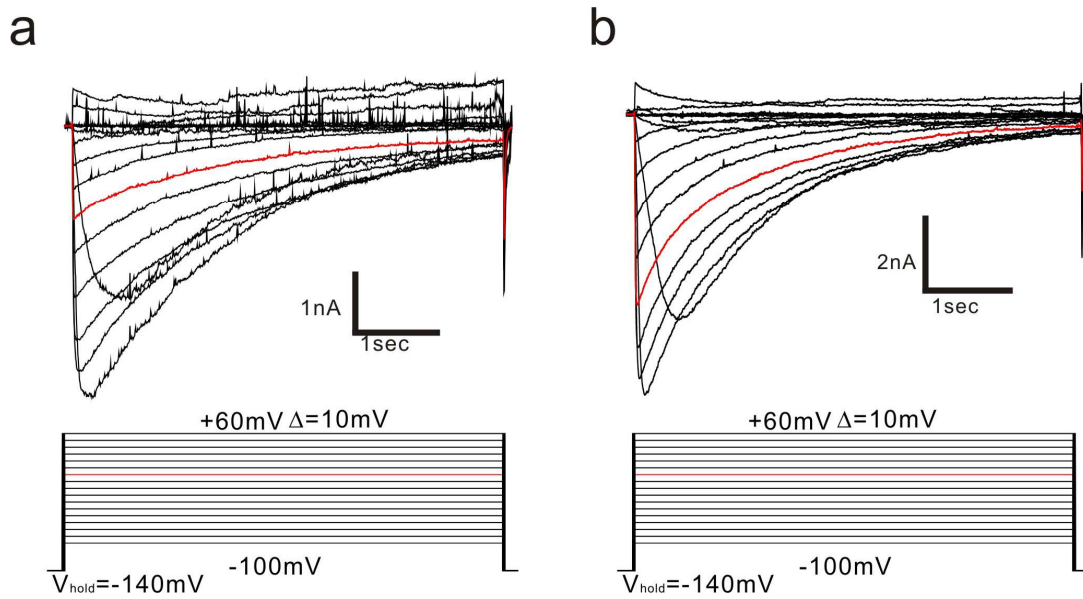 a
1nA
1sec
+60mV Δ=10mV
-100mV
Vhold=-140mV
b
2nA
1sec
+60mV Δ=10mV
-100mV
Vhold=-140mV